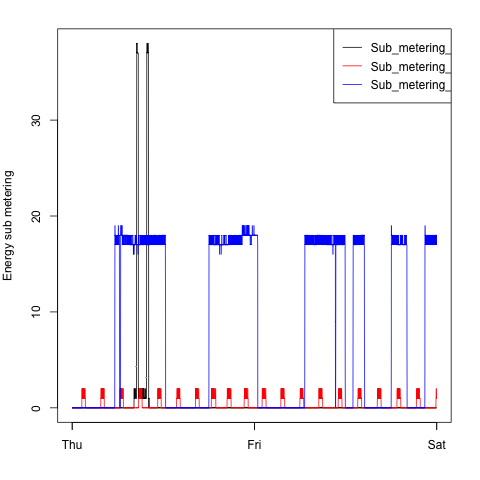 Sub_metering_
Sub_metering_
Sub_metering_
Energy sub metering
30
20
10
0
Thu
Fri
Sat